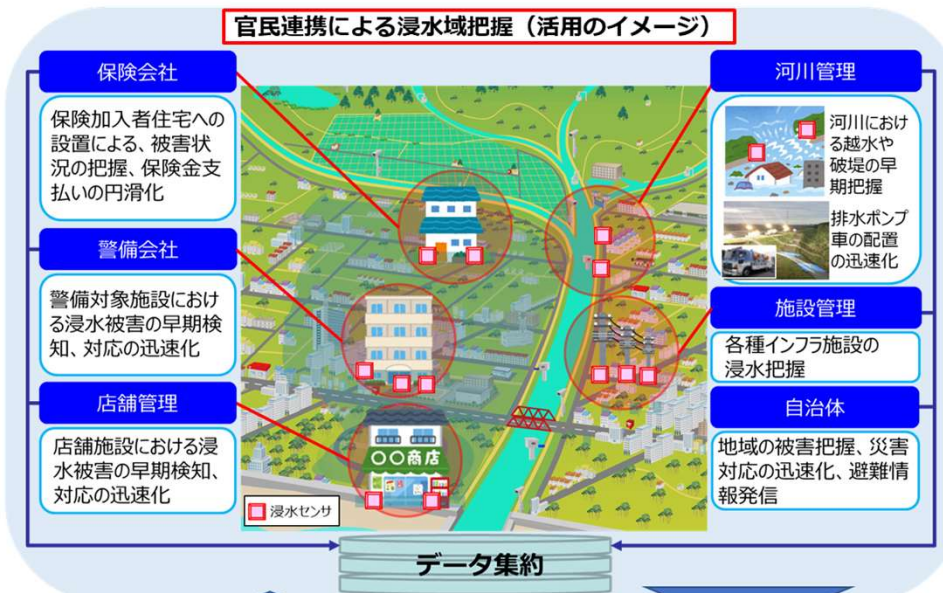 官民連携による浸水域把握（活用のイメージ）
保険会社
保険加入者住宅への
設置による、被害状
況の把握、保険金支
払いの円滑化
警備会社
警備対象施設における
浸水被害の早期検
知、対応の迅速化
店舗管理
店舗施設における浸
水被害の早期検知、
対応の迅速化
〇〇商店
浸水センサ
河川管理
河川におけ
る越水や
破堤の早
期把握
排水ポンプ
車の配置
の迅速化
施設管理
各種インフラ施設の
浸水把握
自治体
地域の被害把握、災害
対応の迅速化、避難情
報発信
データ集約